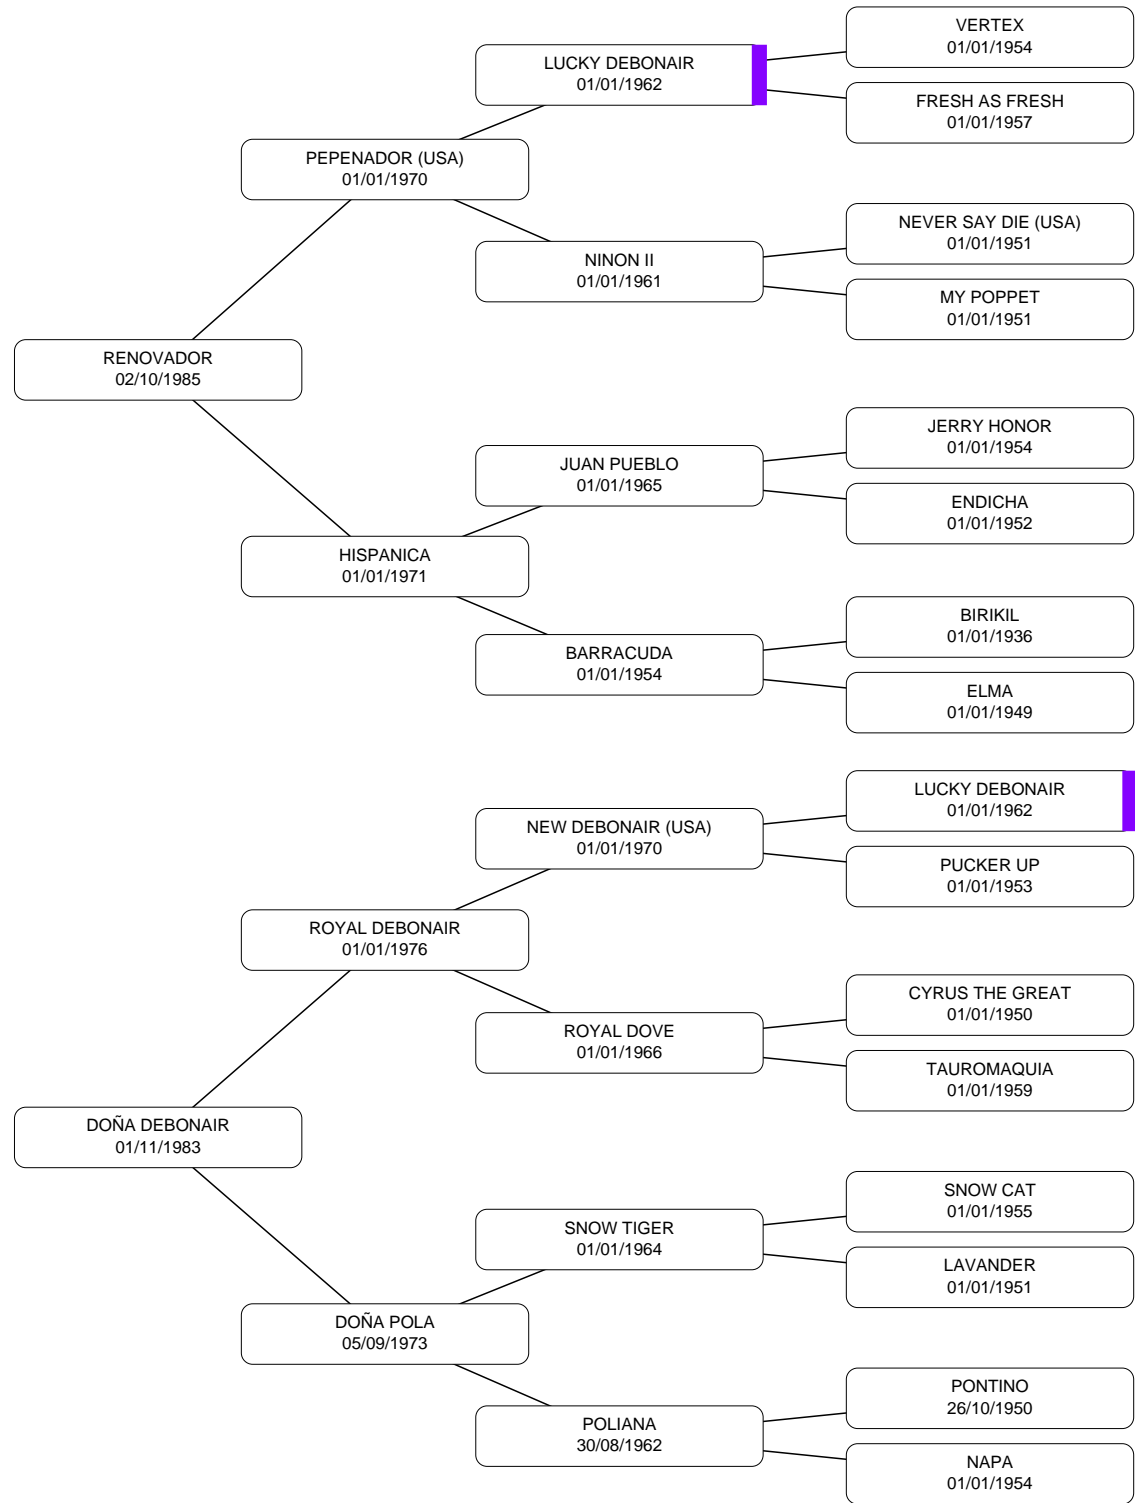 VERTEX
01/01/1954
LUCKY DEBONAIR
01/01/1962
FRESH AS FRESH
01/01/1957
PEPENADOR (USA)
01/01/1970
NEVER SAY DIE (USA)
01/01/1951
NINON II
01/01/1961
MY POPPET
01/01/1951
RENOVADOR
02/10/1985
JERRY HONOR
01/01/1954
JUAN PUEBLO
01/01/1965
ENDICHA
01/01/1952
HISPANICA
01/01/1971
BIRIKIL
01/01/1936
BARRACUDA
01/01/1954
ELMA
01/01/1949
LUCKY DEBONAIR
01/01/1962
NEW DEBONAIR (USA)
01/01/1970
PUCKER UP
01/01/1953
ROYAL DEBONAIR
01/01/1976
CYRUS THE GREAT
01/01/1950
ROYAL DOVE
01/01/1966
TAUROMAQUIA
01/01/1959
DOÑA DEBONAIR
01/11/1983
SNOW CAT
01/01/1955
SNOW TIGER
01/01/1964
LAVANDER
01/01/1951
DOÑA POLA
05/09/1973
PONTINO
26/10/1950
POLIANA
30/08/1962
NAPA
01/01/1954